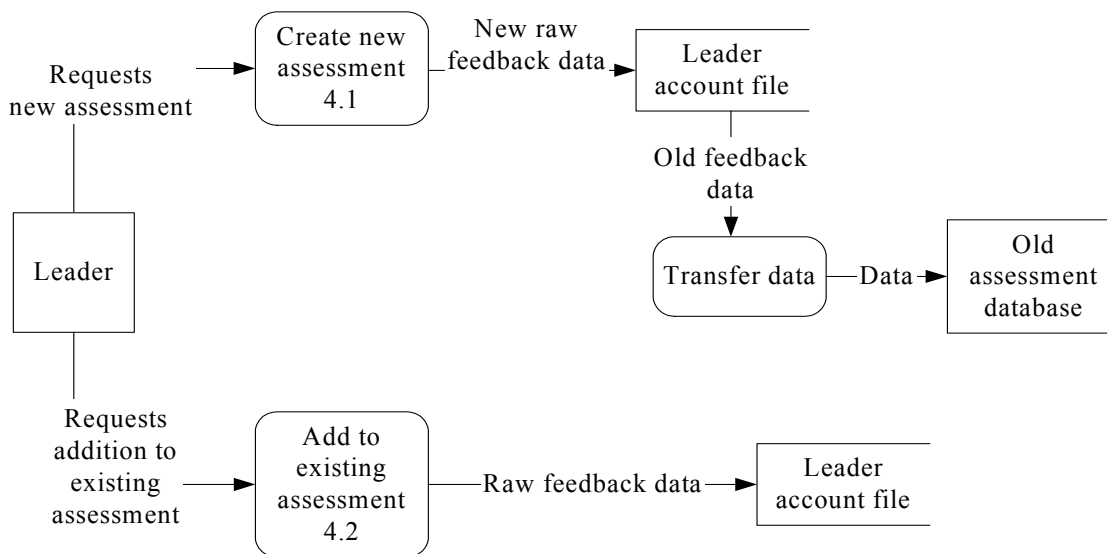 Requests
new assessment
Create new
assessment
4.1
New raw
feedback data
Leader
account file
Old feedback
data
Transfer data
Data
Old
assessment
database
Leader
Requests
addition to
existing
assessment
Add to
existing
assessment
4.2
Raw feedback data
Leader
account file